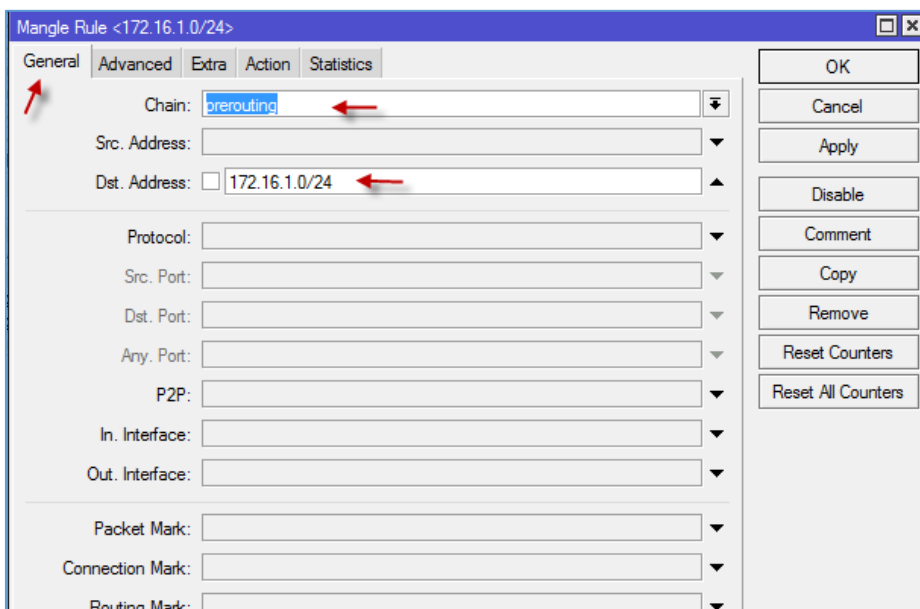 Mangle Rule <172.16.1.0/24>
General Advanced Extra Action Statistics
Chain: prerouting
Src. Address:
Dst. Address: 172.16.1.0/24
Protocol:
Src. Port:
Dst. Port:
Any. Port:
P2P:
In. Interface:
Out. Interface:
Packet Mark:
Connection Mark:
Routing Mark:
OK
Cancel
Apply
Disable
Comment
Copy
Remove
Reset Counters
Reset All Counters